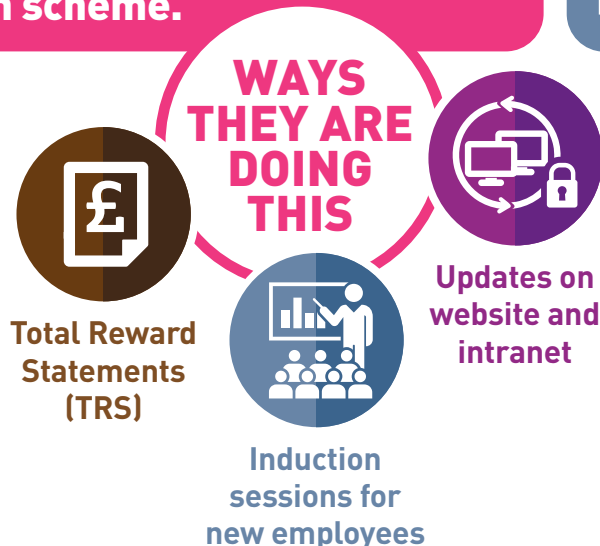 scheme.
WAYS
THEY ARE
DOING
THIS
£
Total Reward
Statements
(TRS)
Updates on
website and
intranet
Induction
sessions for
new employees